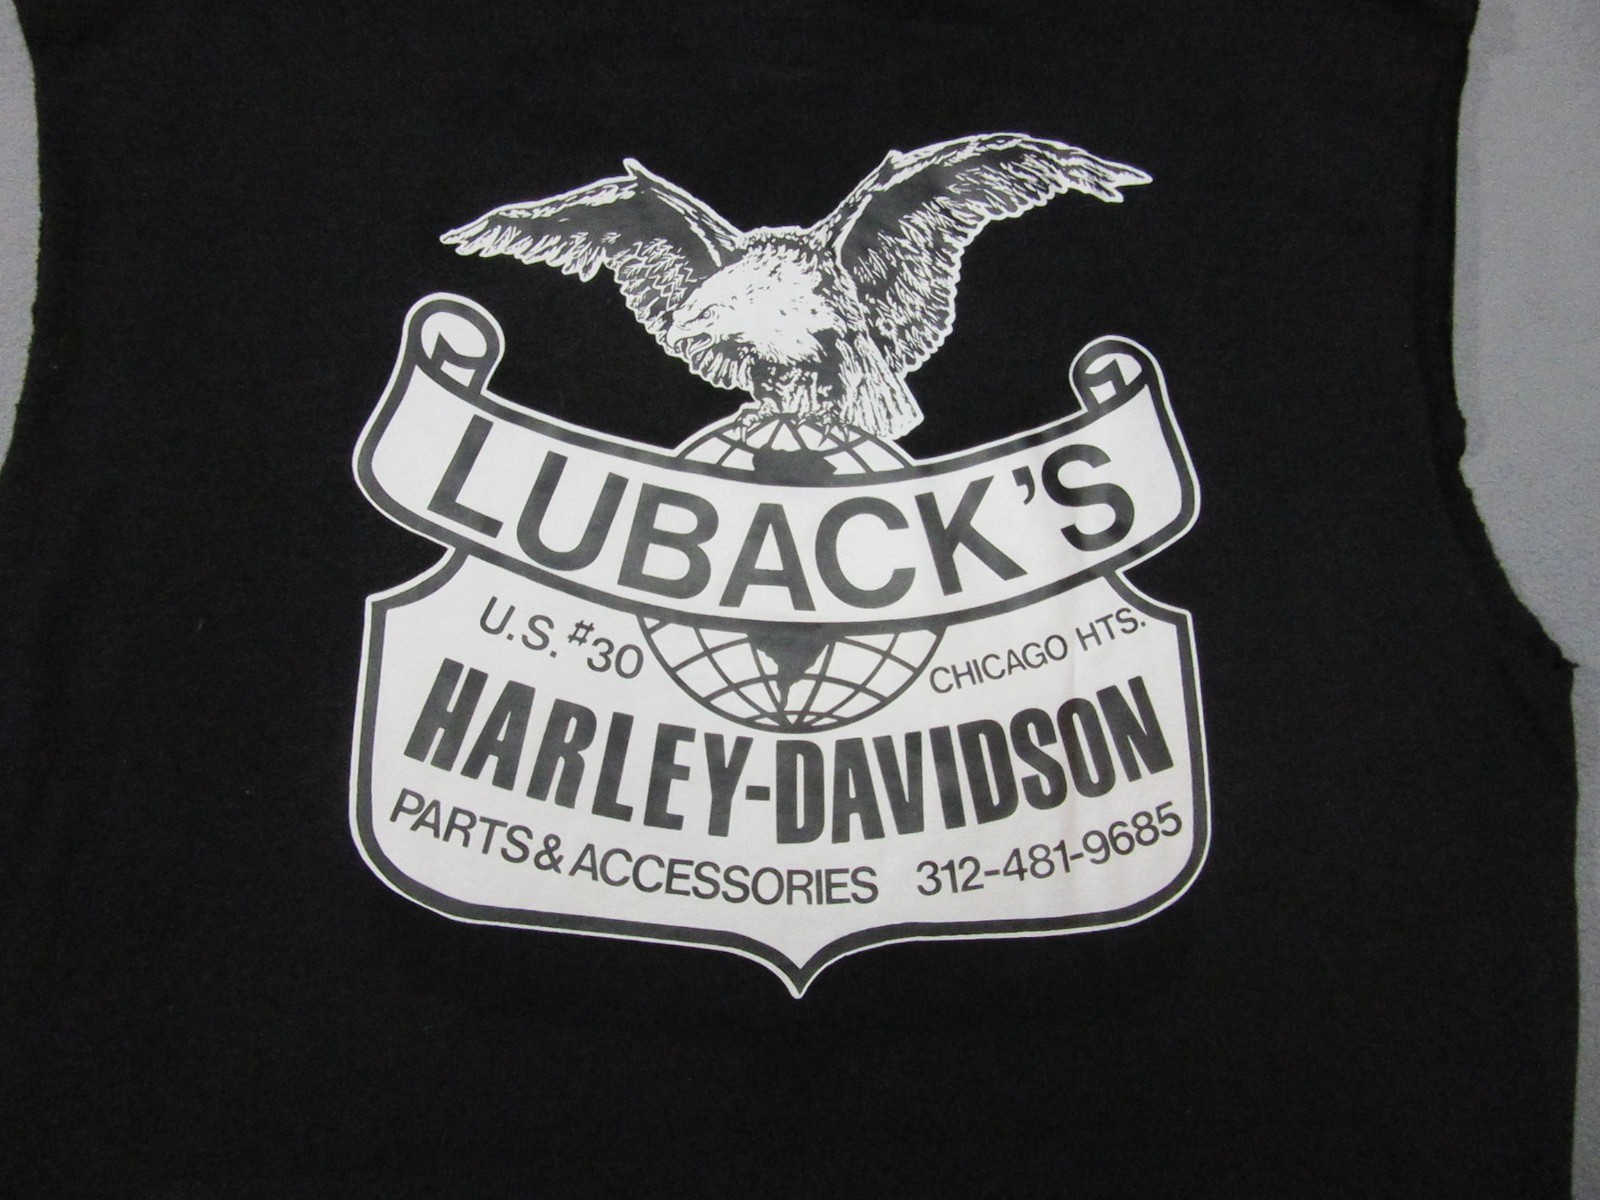 LUBACK'S
U.S. #30
CHICAGO HTS.
HARLEY-DAVIDSON
PARTS & ACCESSORIES 312-481-9685